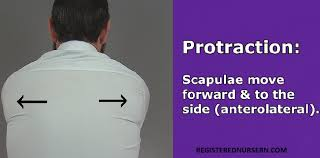 Protraction:
Scapulae move
forward & to the
side (anterolateral).
REGISTEREDNURSERN.COM